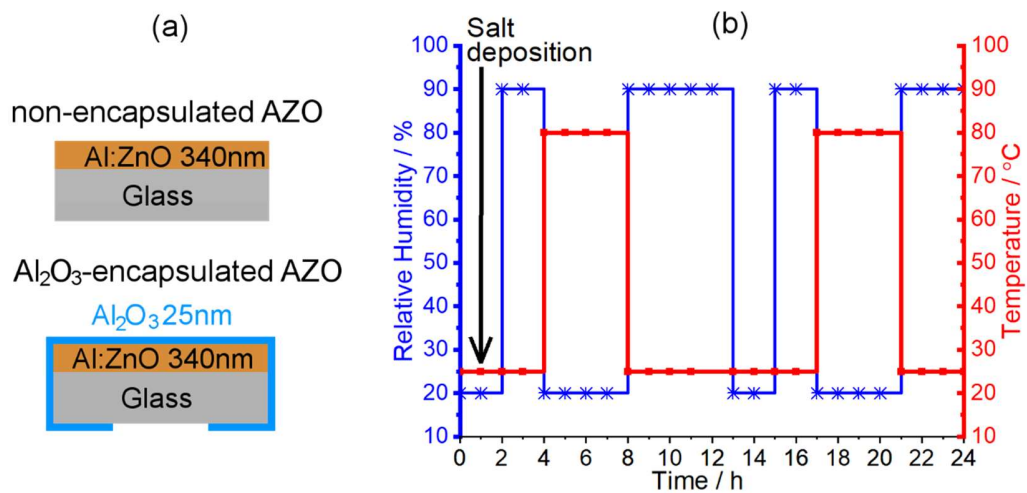 (a)
non-encapsulated AZO
Al:ZnO 340nm
Glass
Al₂O₃-encapsulated AZO
Al₂O₃ 25nm
Al:ZnO 340nm
Glass
(b)
Salt
deposition
Relative Humidity / %
100
90
80
70
60
50
40
30
20
10
0 2 4 6 8 10 12 14 16 18 20 22 24
Time / h
100
90
80
70
60
50
40
30
20
10
Temperature / °C